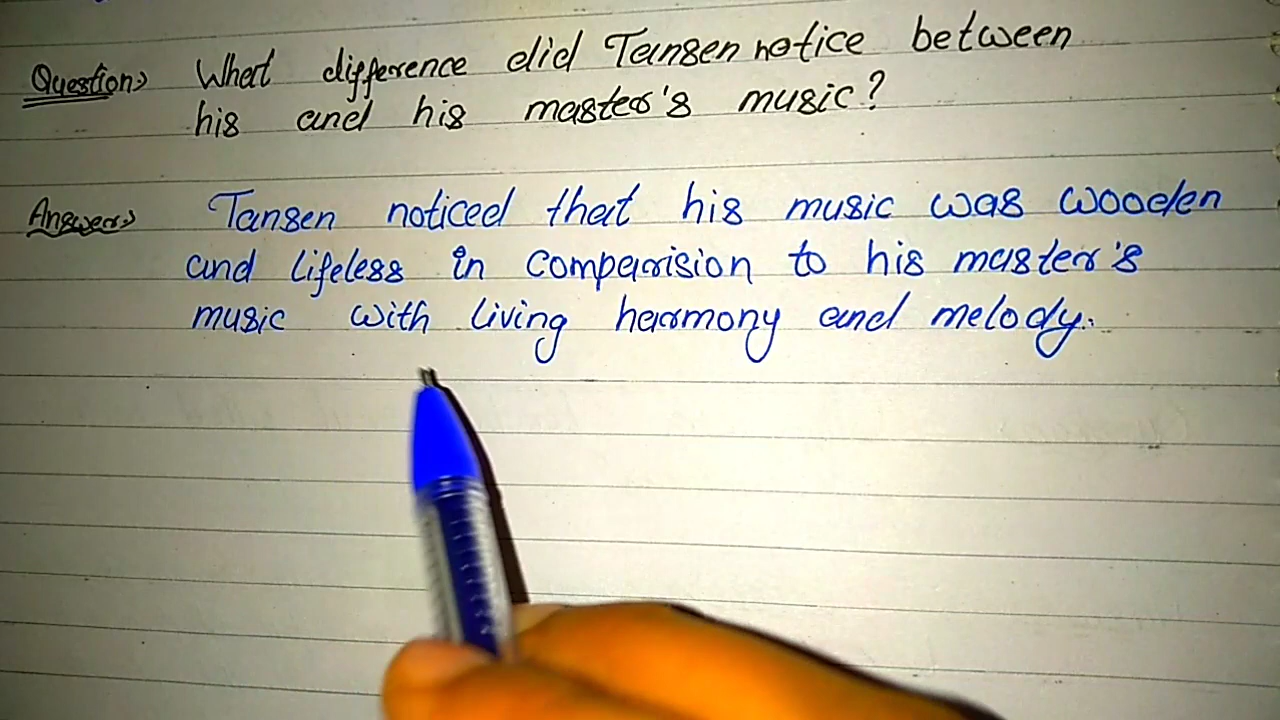 Question→ What difference did Tansen notice between
his and his master's music?
Answer→ Tansen noticed that his music was wooden
and lifeless in comparision to his master's
music with living harmony and melody.